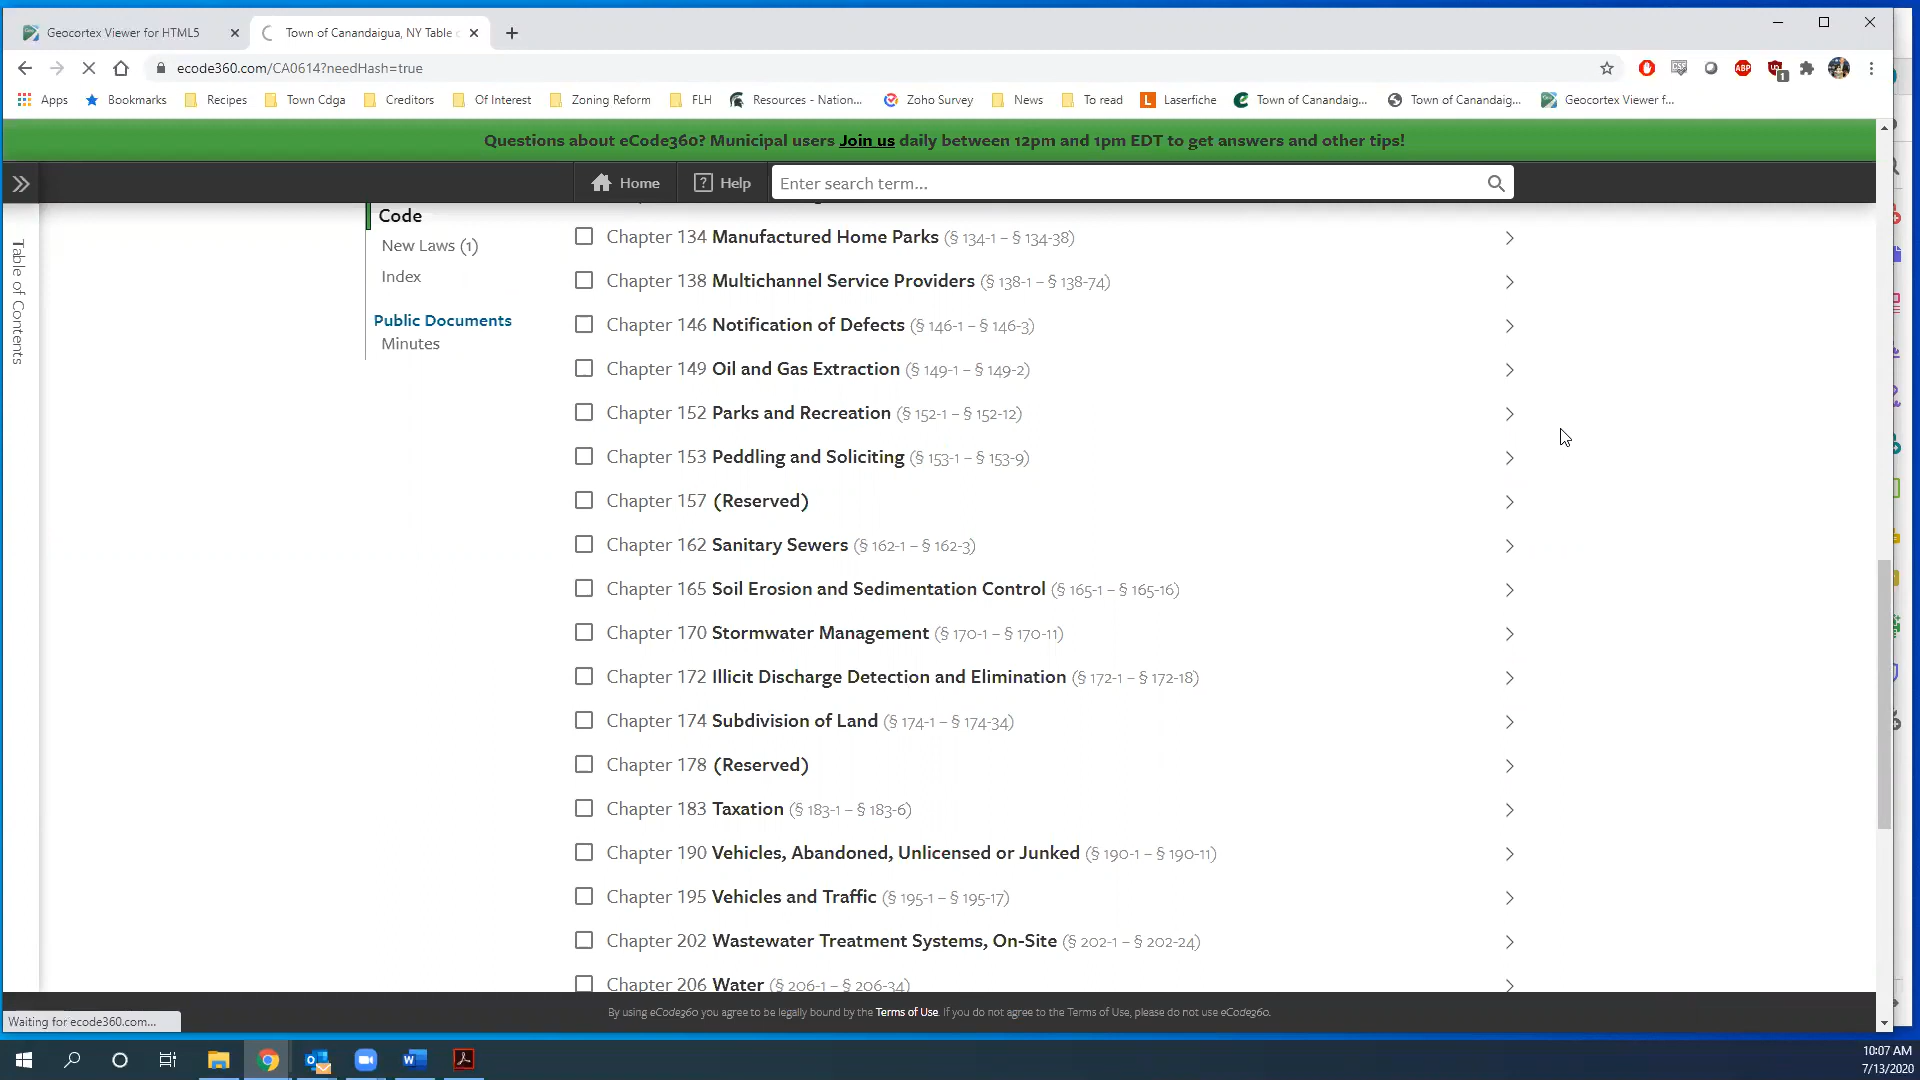 Geocortex Viewer for HTML5
Town of Canandaigua, NY Table
ecode360.com/CA0614?needHash=true
Apps Bookmarks Recipes Town Cdga Creditors Of Interest Zoning Reform FLH Resources - Nation... Zoho Survey News To read Laserfiche Town of Canandaig... Town of Canandaig... Geocortex Viewer f...
Questions about eCode360? Municipal users Join us daily between 12pm and 1pm EDT to get answers and other tips!
Home Help Enter search term...
Table of Contents
Code
New Laws (1)
Index
Public Documents
Minutes
Chapter 134 Manufactured Home Parks (§ 134-1 – § 134-38)
Chapter 138 Multichannel Service Providers (§ 138-1 – § 138-74)
Chapter 146 Notification of Defects (§ 146-1 – § 146-3)
Chapter 149 Oil and Gas Extraction (§ 149-1 – § 149-2)
Chapter 152 Parks and Recreation (§ 152-1 – § 152-12)
Chapter 153 Peddling and Soliciting (§ 153-1 – § 153-9)
Chapter 157 (Reserved)
Chapter 162 Sanitary Sewers (§ 162-1 – § 162-3)
Chapter 165 Soil Erosion and Sedimentation Control (§ 165-1 – § 165-16)
Chapter 170 Stormwater Management (§ 170-1 – § 170-11)
Chapter 172 Illicit Discharge Detection and Elimination (§ 172-1 – § 172-18)
Chapter 174 Subdivision of Land (§ 174-1 – § 174-34)
Chapter 178 (Reserved)
Chapter 183 Taxation (§ 183-1 – § 183-6)
Chapter 190 Vehicles, Abandoned, Unlicensed or Junked (§ 190-1 – § 190-11)
Chapter 195 Vehicles and Traffic (§ 195-1 – § 195-17)
Chapter 202 Wastewater Treatment Systems, On-Site (§ 202-1 – § 202-24)
Chapter 206 Water (§ 206-1 – § 206-34)
By using eCode360 you agree to be legally bound by the Terms of Use. If you do not agree to the Terms of Use, please do not use eCode360.
Waiting for ecode360.com...
10:07 AM
7/13/2020